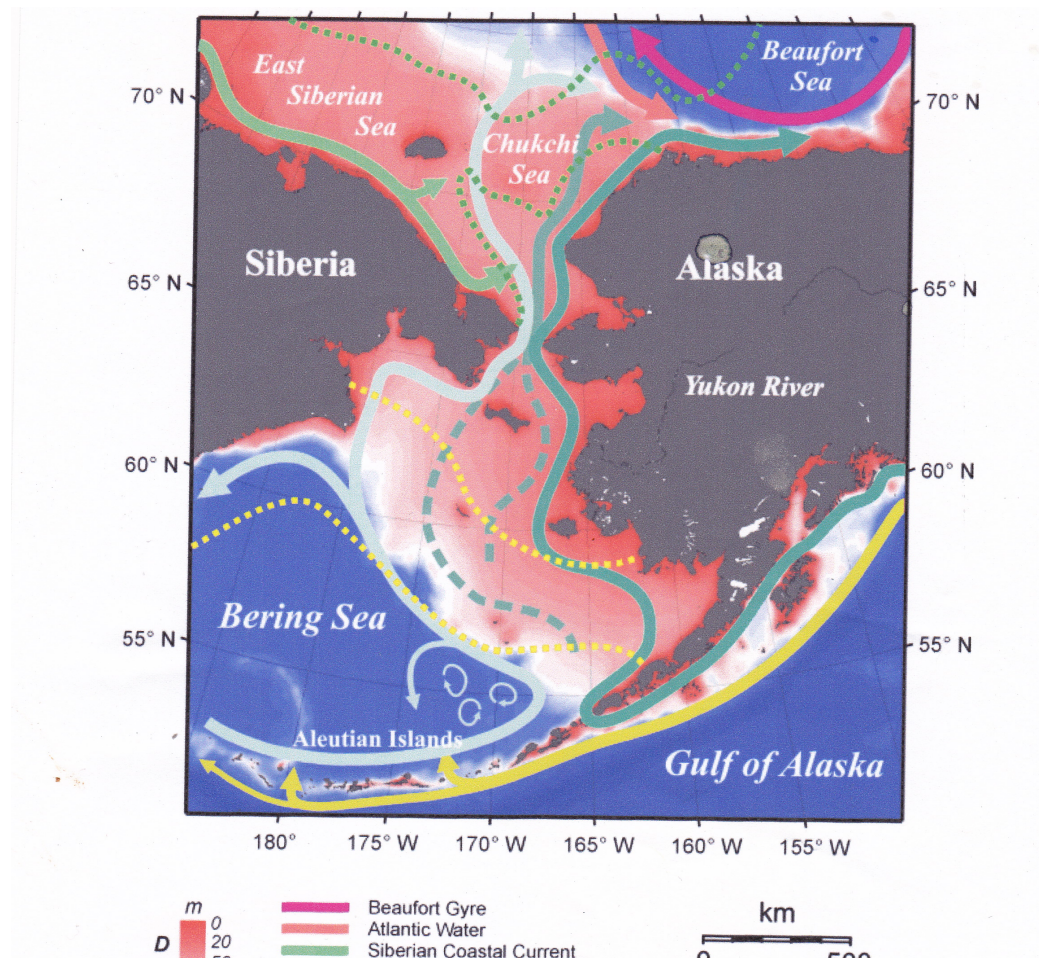 East
Siberian
Sea
Beaufort
Sea
70° N
70° N
Chukchi
Sea
Siberia
Alaska
65° N
65° N
Yukon River
60° N
60° N
Bering Sea
55° N
55° N
Aleutian Islands
Gulf of Alaska
180° 175° W 170° W 165° W 160° W 155° W
m
0
20
D
Beaufort Gyre
Atlantic Water
Siberian Coastal Current
km